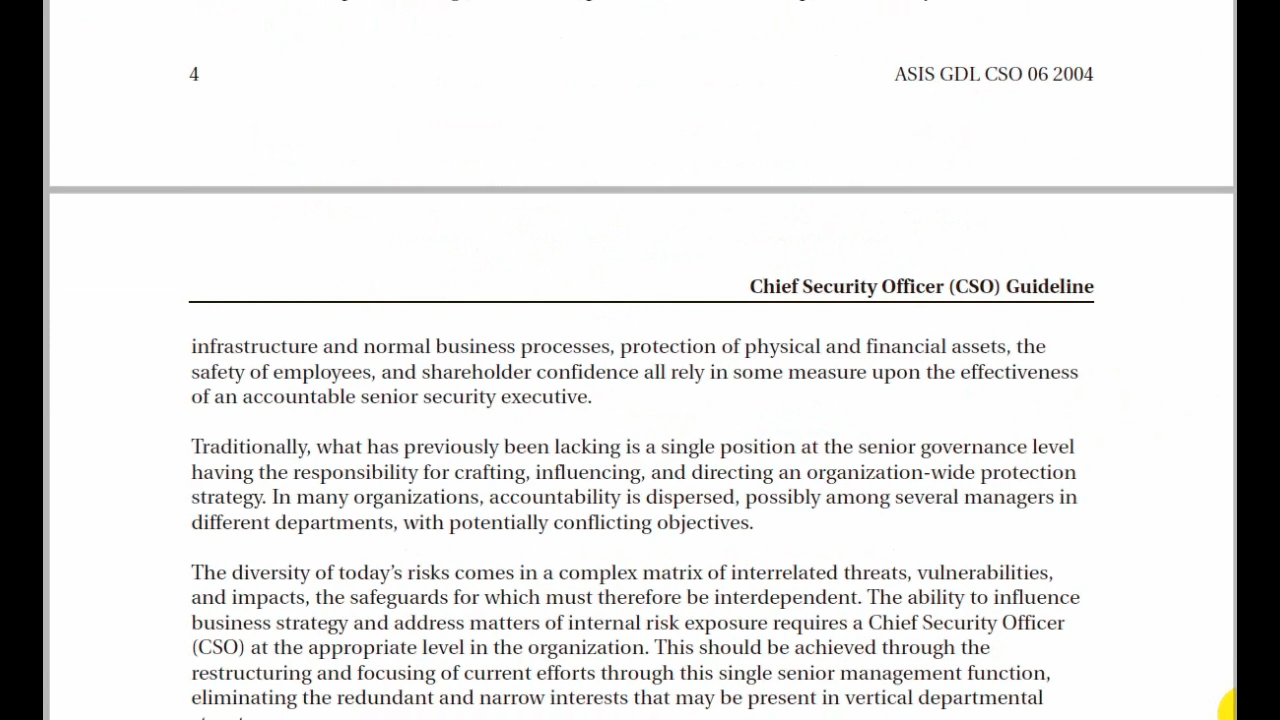 4
ASIS GDL CSO 06 2004
Chief Security Officer (CSO) Guideline
infrastructure and normal business processes, protection of physical and financial assets, the
safety of employees, and shareholder confidence all rely in some measure upon the effectiveness
of an accountable senior security executive.
Traditionally, what has previously been lacking is a single position at the senior governance level
having the responsibility for crafting, influencing, and directing an organization-wide protection
strategy. In many organizations, accountability is dispersed, possibly among several managers in
different departments, with potentially conflicting objectives.
The diversity of today’s risks comes in a complex matrix of interrelated threats, vulnerabilities,
and impacts, the safeguards for which must therefore be interdependent. The ability to influence
business strategy and address matters of internal risk exposure requires a Chief Security Officer
(CSO) at the appropriate level in the organization. This should be achieved through the
restructuring and focusing of current efforts through this single senior management function,
eliminating the redundant and narrow interests that may be present in vertical departmental